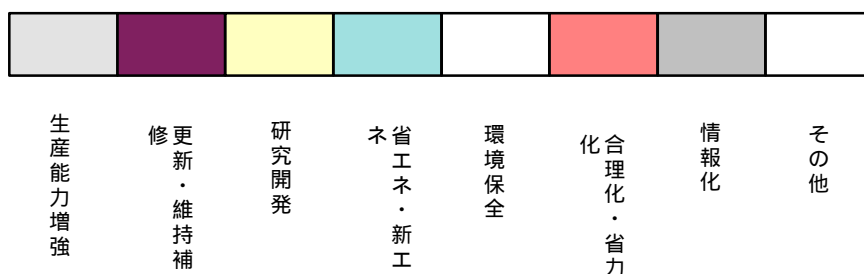 生産能力増強
更新・維持補
修
研究開発
省エネ・新エ
ネ
環境保全
合理化・省力
化
情報化
その他